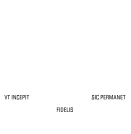 VT INCEPIT SIC PERMANET
FIDELIS